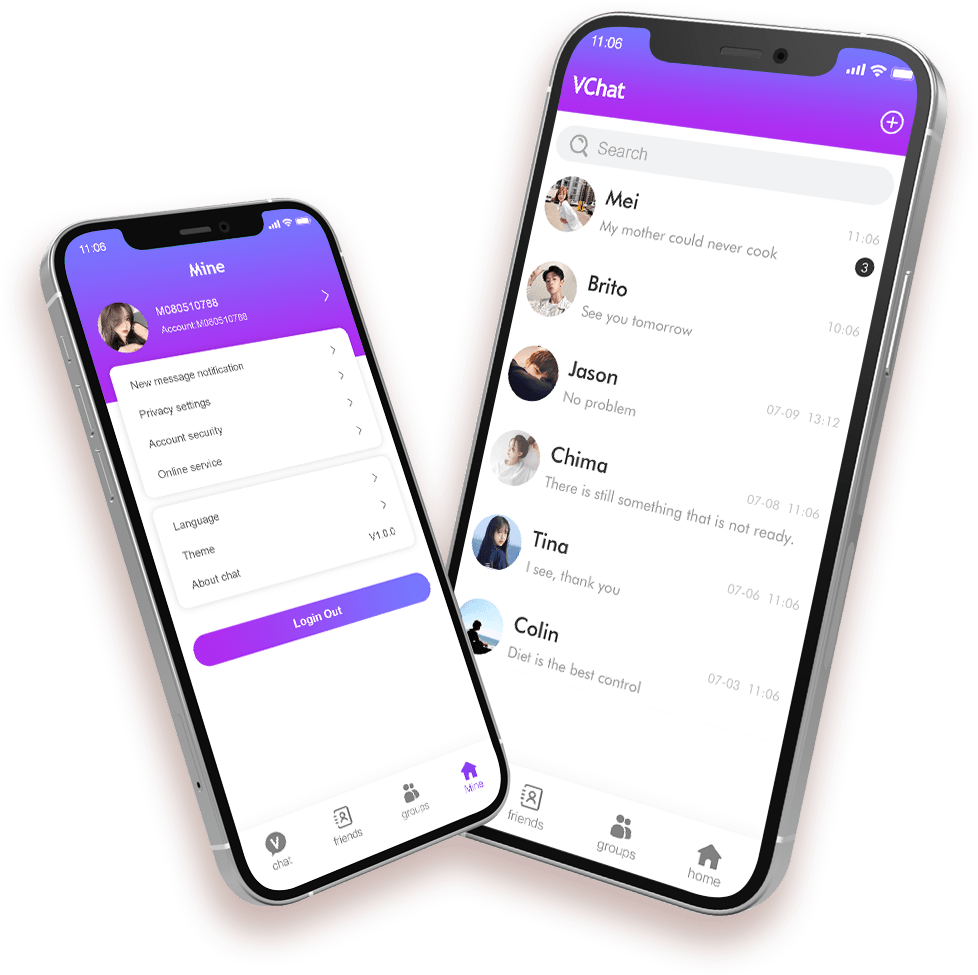 11:06
Mine
M080510788
Account:M080510788
New message notification
Privacy settings
Account security
Online service
Language
Theme
About chat V1.0.0
Login Out
V
chat
friends
groups
Mine
11:06
VChat
Search
Mei
My mother could never cook
11:06
3
Brito
See you tomorrow
10:06
Jason
No problem
07-09 13:12
Chima
There is still something that is not ready.
07-08 11:06
Tina
I see, thank you
07-06 11:06
Colin
Diet is the best control
07-03 11:06
friends
groups
home